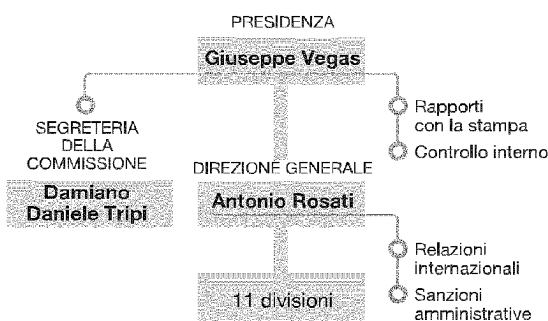 PRESIDENZA
Giuseppe Vegas
SEGRETERIA
DELLA
COMMISSIONE
Damiano
Daniele Tripi
Rapporti
con la stampa
Controllo interno
DIREZIONE GENERALE
Antonio Rosati
Relazioni
internazionali
Sanzioni
amministrative
11 divisioni